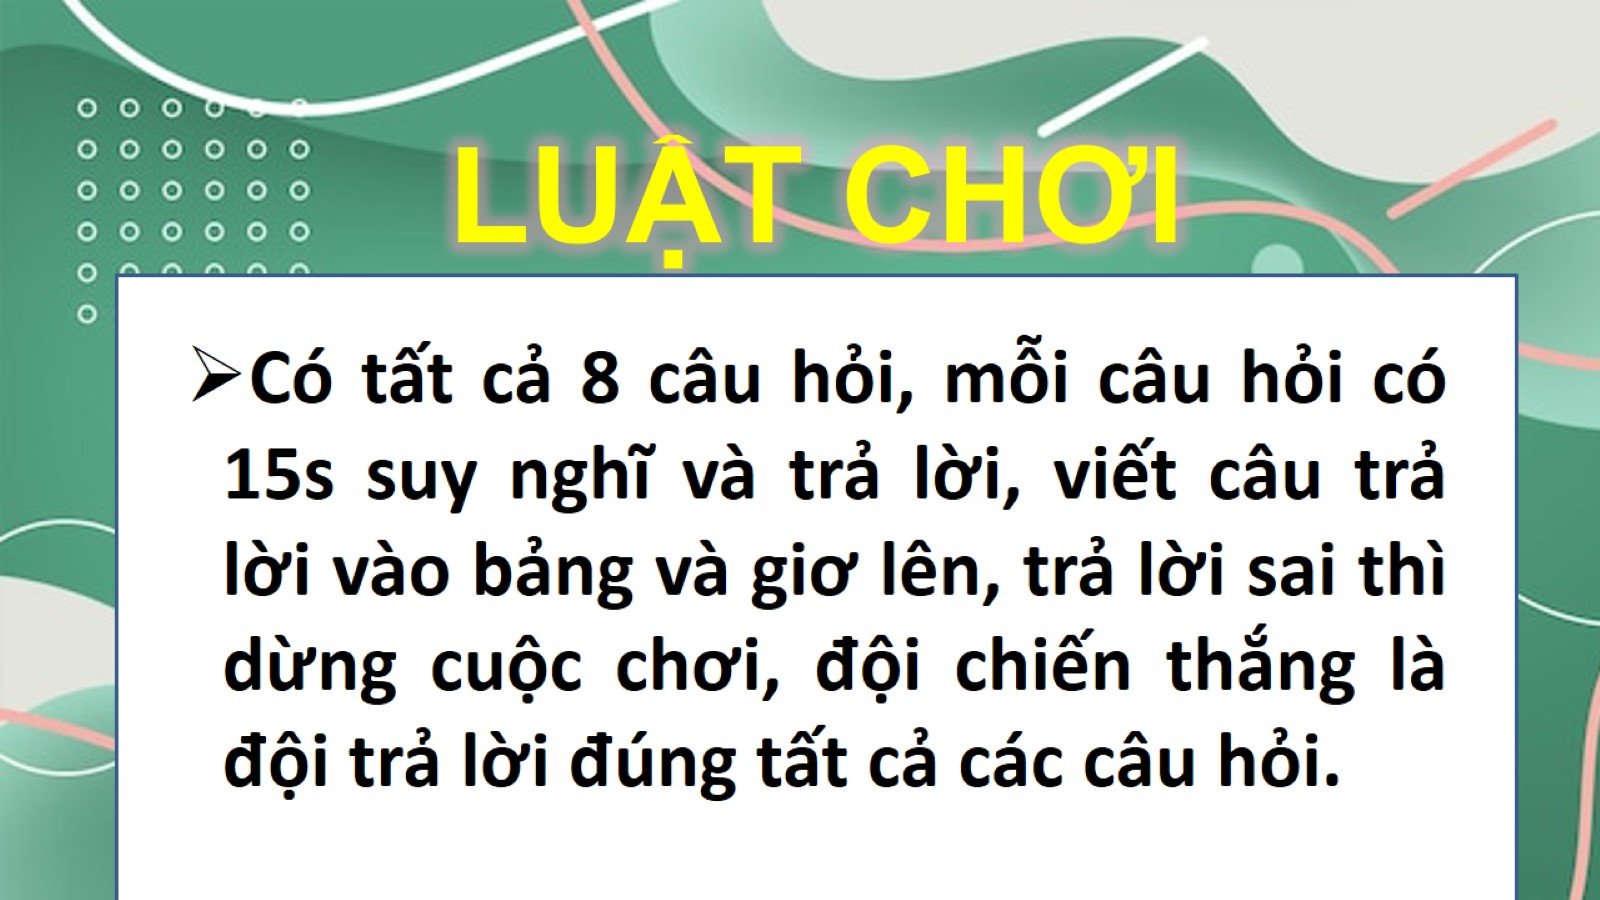 LUẬT CHƠI
➢Có tất cả 8 câu hỏi, mỗi câu hỏi có
15s suy nghĩ và trả lời, viết câu trả
lời vào bảng và giơ lên, trả lời sai thì
dừng cuộc chơi, đội chiến thắng là
đội trả lời đúng tất cả các câu hỏi.